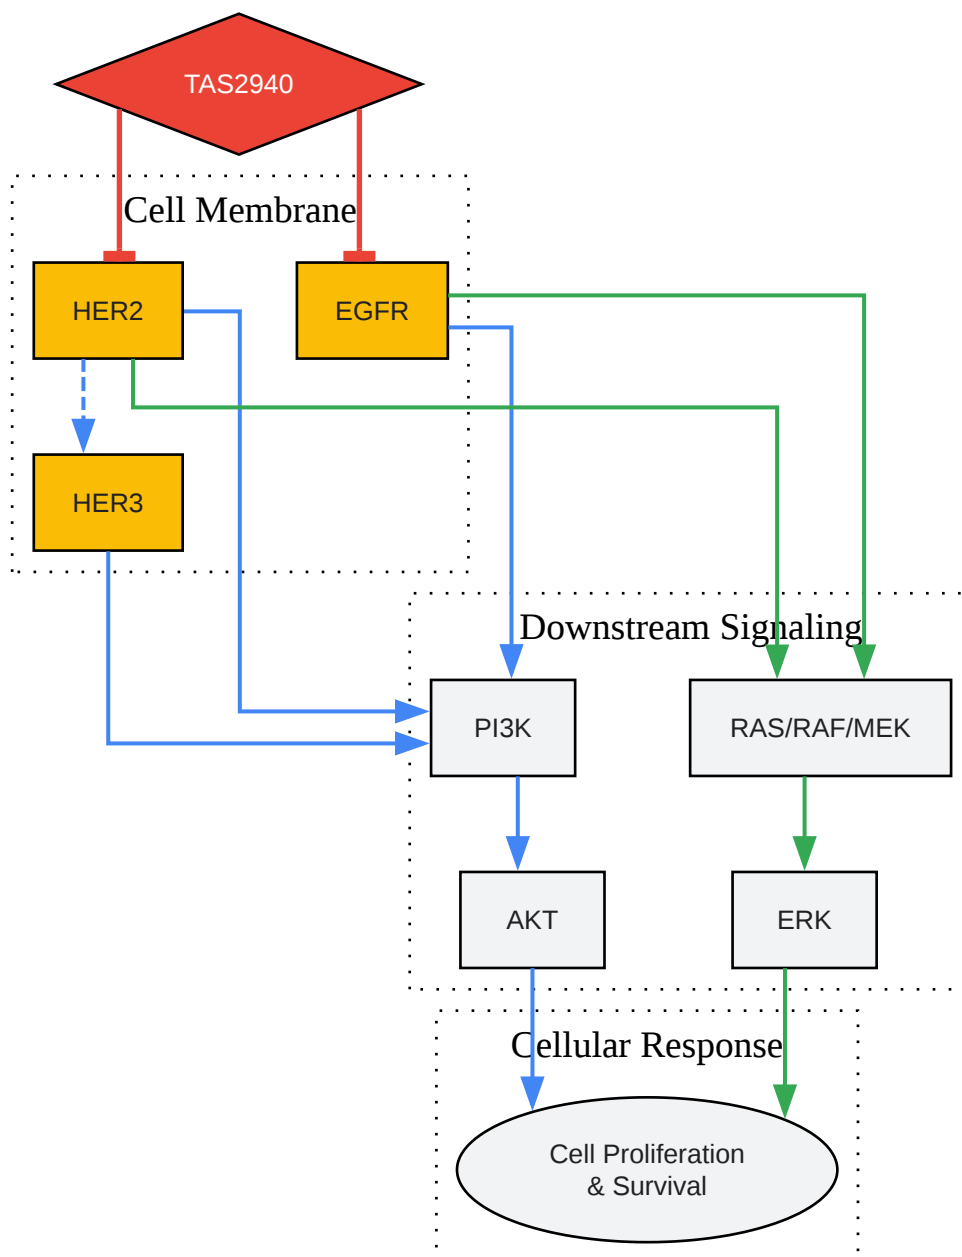 TAS2940
Cell Membrane
HER2
EGFR
HER3
Downstream Signaling
PI3K
RAS/RAF/MEK
AKT
ERK
Cellular Response
Cell Proliferation
& Survival